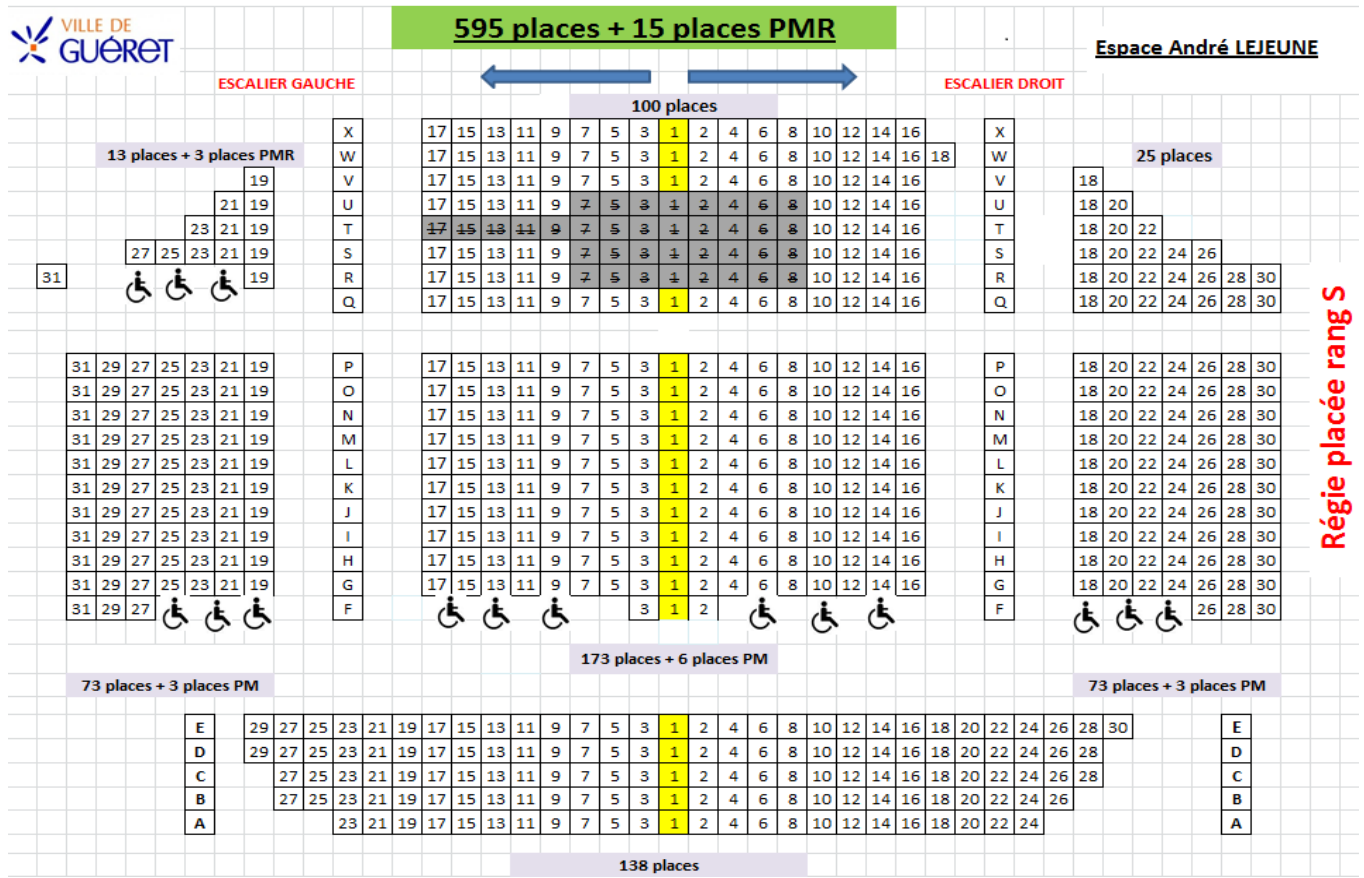 VILLE DE
GUÉRET
595 places + 15 places PMR
Espace André LEJEUNE
ESCALIER GAUCHE
ESCALIER DROIT
100 places
X 17 15 13 11 9 7 5 3 1 2 4 6 8 10 12 14 16 X
13 places + 3 places PMR W 17 15 13 11 9 7 5 3 1 2 4 6 8 10 12 14 16 18 W 25 places
19 V 17 15 13 11 9 7 5 3 1 2 4 6 8 10 12 14 16 V 18
21 19 U 17 15 13 11 9 7 5 3 1 2 4 6 8 10 12 14 16 U 18 20
23 21 19 T 17 15 13 11 9 7 5 3 1 2 4 6 8 10 12 14 16 T 18 20 22
27 25 23 21 19 S 17 15 13 11 9 7 5 3 1 2 4 6 8 10 12 14 16 S 18 20 22 24 26
31 19 R 17 15 13 11 9 7 5 3 1 2 4 6 8 10 12 14 16 R 18 20 22 24 26 28 30
Q 17 15 13 11 9 7 5 3 1 2 4 6 8 10 12 14 16 Q 18 20 22 24 26 28 30
31 29 27 25 23 21 19 P 17 15 13 11 9 7 5 3 1 2 4 6 8 10 12 14 16 P 18 20 22 24 26 28 30
31 29 27 25 23 21 19 O 17 15 13 11 9 7 5 3 1 2 4 6 8 10 12 14 16 O 18 20 22 24 26 28 30
31 29 27 25 23 21 19 N 17 15 13 11 9 7 5 3 1 2 4 6 8 10 12 14 16 N 18 20 22 24 26 28 30
31 29 27 25 23 21 19 M 17 15 13 11 9 7 5 3 1 2 4 6 8 10 12 14 16 M 18 20 22 24 26 28 30
31 29 27 25 23 21 19 L 17 15 13 11 9 7 5 3 1 2 4 6 8 10 12 14 16 L 18 20 22 24 26 28 30
31 29 27 25 23 21 19 K 17 15 13 11 9 7 5 3 1 2 4 6 8 10 12 14 16 K 18 20 22 24 26 28 30
31 29 27 25 23 21 19 J 17 15 13 11 9 7 5 3 1 2 4 6 8 10 12 14 16 J 18 20 22 24 26 28 30
31 29 27 25 23 21 19 I 17 15 13 11 9 7 5 3 1 2 4 6 8 10 12 14 16 I 18 20 22 24 26 28 30
31 29 27 25 23 21 19 H 17 15 13 11 9 7 5 3 1 2 4 6 8 10 12 14 16 H 18 20 22 24 26 28 30
31 29 27 25 23 21 19 G 17 15 13 11 9 7 5 3 1 2 4 6 8 10 12 14 16 G 18 20 22 24 26 28 30
31 29 27 F 3 1 2 F 26 28 30
Régie placée rang S
173 places + 6 places PM
73 places + 3 places PM
73 places + 3 places PM
E 29 27 25 23 21 19 17 15 13 11 9 7 5 3 1 2 4 6 8 10 12 14 16 18 20 22 24 26 28 30 E
D 29 27 25 23 21 19 17 15 13 11 9 7 5 3 1 2 4 6 8 10 12 14 16 18 20 22 24 26 28 D
C 27 25 23 21 19 17 15 13 11 9 7 5 3 1 2 4 6 8 10 12 14 16 18 20 22 24 26 28 C
B 27 25 23 21 19 17 15 13 11 9 7 5 3 1 2 4 6 8 10 12 14 16 18 20 22 24 26 B
A 23 21 19 17 15 13 11 9 7 5 3 1 2 4 6 8 10 12 14 16 18 20 22 24 A
138 places